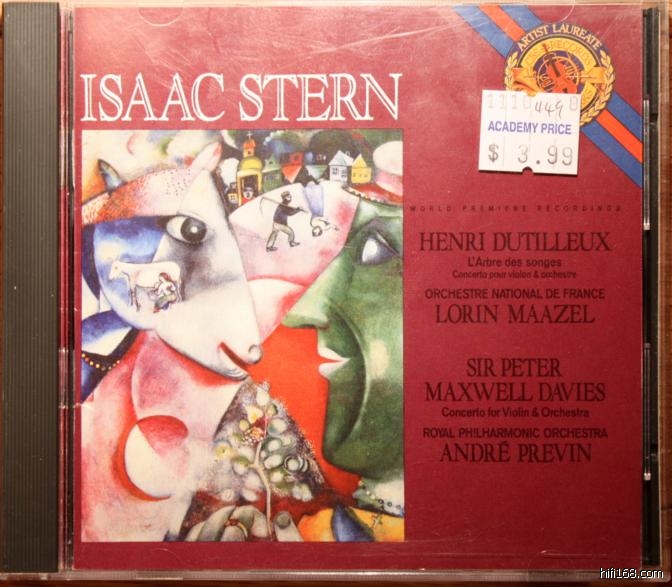 ISAAC STERN
ARTIST LAUREATE
449
ACADEMY PRICE
$ 3.99
WORLD PREMIERE RECORDINGS
HENRI DUTILLEUX
L'Arbre des songes
Concerto pour violon & orchestre
ORCHESTRE NATIONAL DE FRANCE
LORIN MAAZEL
SIR PETER
MAXWELL DAVIES
Concerto for Violin & Orchestra
ROYAL PHILHARMONIC ORCHESTRA
ANDRÉ PREVIN
hifi168.com